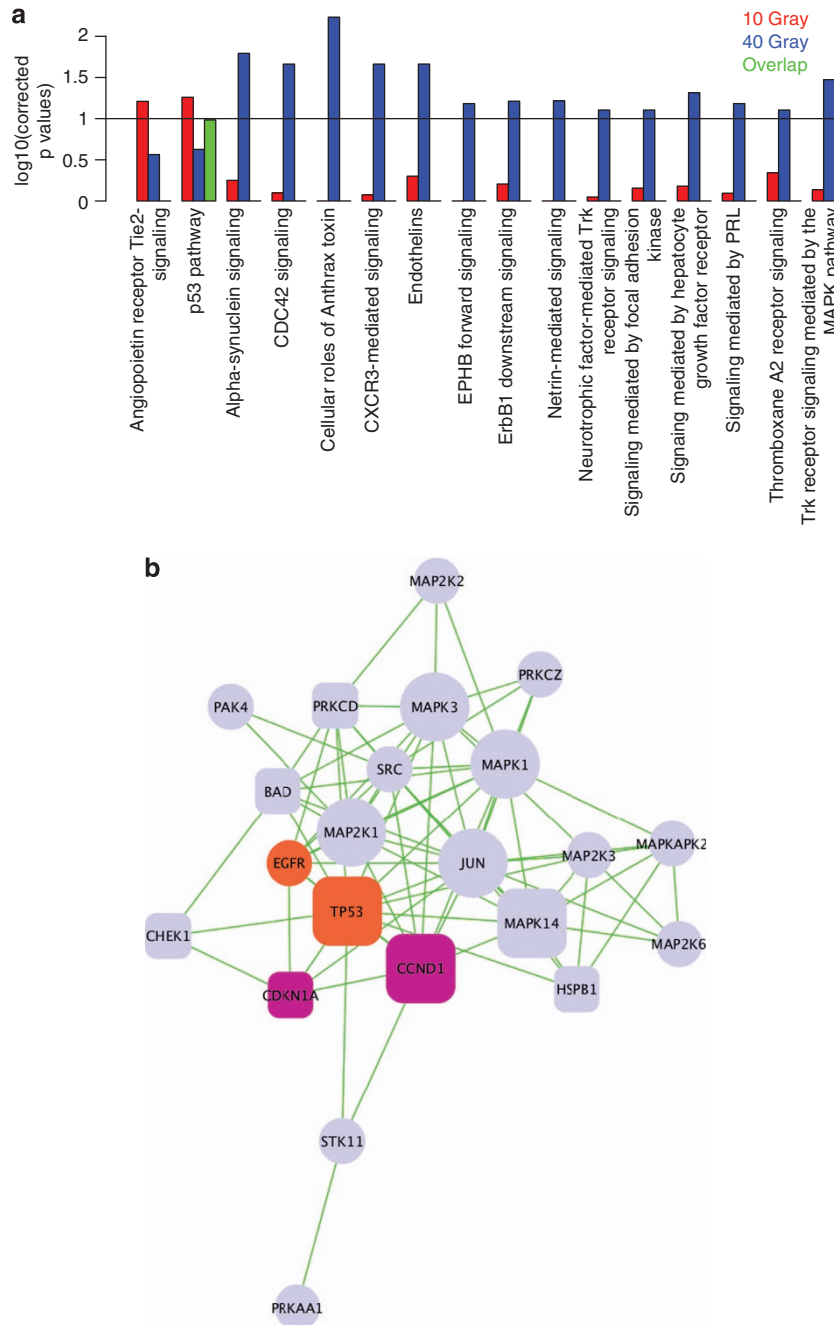 a
10 Gray
40 Gray
Overlap
log10(corrected
p values)
2
1.5
1
0.5
0
Angiopoietin receptor Tie2-
signaling
p53 pathway
Alpha-synuclein signaling
CDC42 signaling
Cellular roles of Anthrax toxin
CXCR3-mediated signaling
Endothelins
EPHB forward signaling
ErbB1 downstream signaling
Netrin-mediated signaling
Neurotrophic factor-mediated Trk
receptor signaling
Signaling mediated by focal adhesion
kinase
Signaing mediated by hepatocyte
growth factor receptor
Signaling mediated by PRL
Thromboxane A2 receptor signaling
Trk receptor signaling mediated by the
MAPK pathway
b
MAP2K2
PRKCZ
PAK4
PRKCD
MAPK3
SRC
MAPK1
BAD
MAP2K1
EGFR
JUN
MAP2K3
MAPKAPK2
TP53
MAPK14
CHEK1
MAP2K6
CCND1
CDKN1A
HSPB1
STK11
PRKAA1